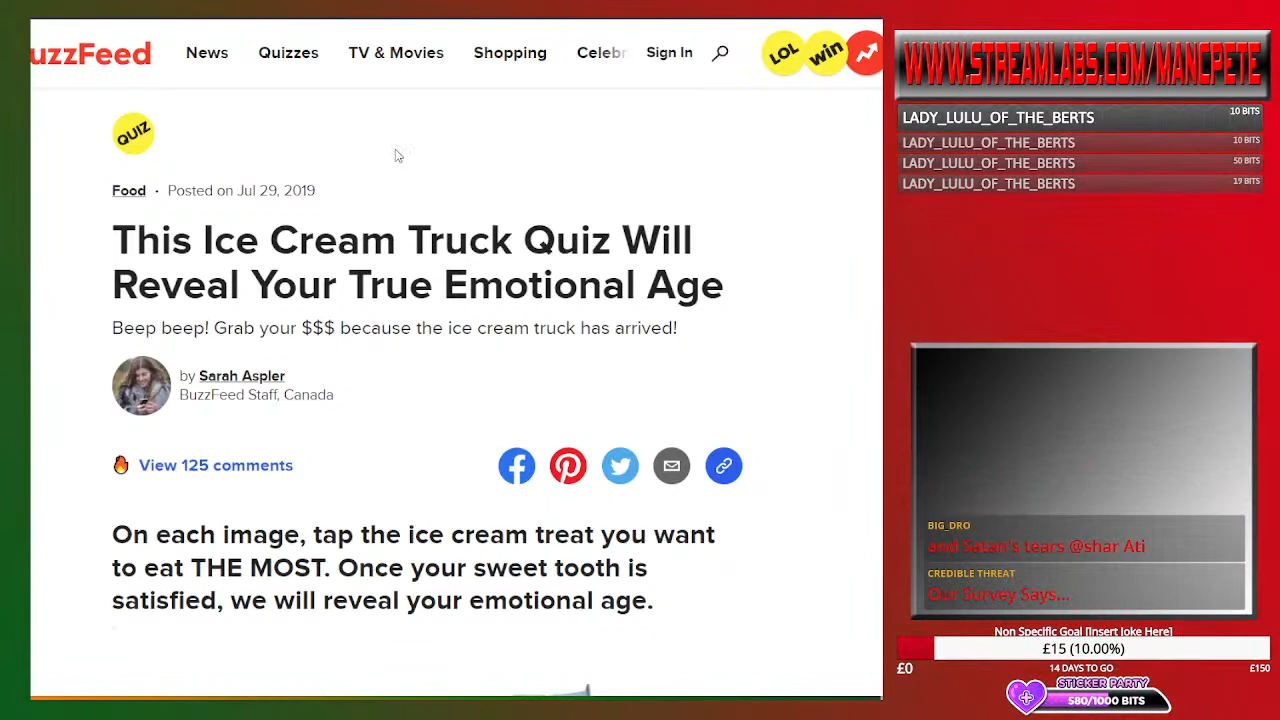 uzzFeed News Quizzes TV & Movies Shopping Celebr Sign In LOL win
QUIZ
Food · Posted on Jul 29, 2019
This Ice Cream Truck Quiz Will
Reveal Your True Emotional Age
Beep beep! Grab your $$$ because the ice cream truck has arrived!
by Sarah Aspler
BuzzFeed Staff, Canada
View 125 comments
On each image, tap the ice cream treat you want
to eat THE MOST. Once your sweet tooth is
satisfied, we will reveal your emotional age.
WWW.STREAMLABS.COM/MANCPETE
LADY_LULU_OF_THE_BERTS 10 BITS
LADY_LULU_OF_THE_BERTS 10 BITS
LADY_LULU_OF_THE_BERTS 50 BITS
LADY_LULU_OF_THE_BERTS 19 BITS
BIG_DRO
and Satan's tears @shar Ati
CREDIBLE THREAT
Our Survey Says...
Non Specific Goal [Insert Joke Here]
£15 (10.00%)
£0 14 DAYS TO GO £150
STICKER PARTY
580/1000 BITS